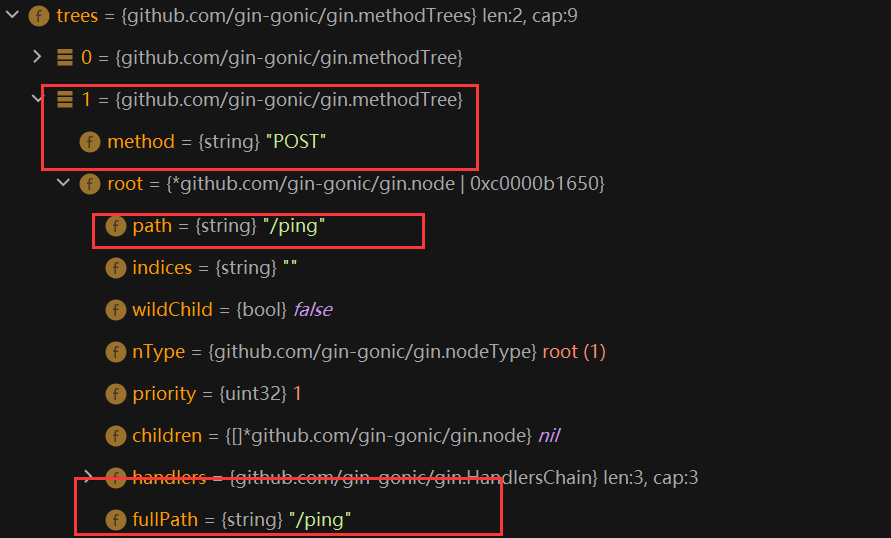 trees = {github.com/gin-gonic/gin.methodTrees} len:2, cap:9
0 = {github.com/gin-gonic/gin.methodTree}
1 = {github.com/gin-gonic/gin.methodTree}
method = {string} "POST"
root = {*github.com/gin-gonic/gin.node | 0xc0000b1650}
path = {string} "/ping"
indices = {string} ""
wildChild = {bool} false
nType = {github.com/gin-gonic/gin.nodeType} root (1)
priority = {uint32} 1
children = {[]*github.com/gin-gonic/gin.node} nil
handlers = {github.com/gin-gonic/gin.HandlersChain} len:3, cap:3
fullPath = {string} "/ping"